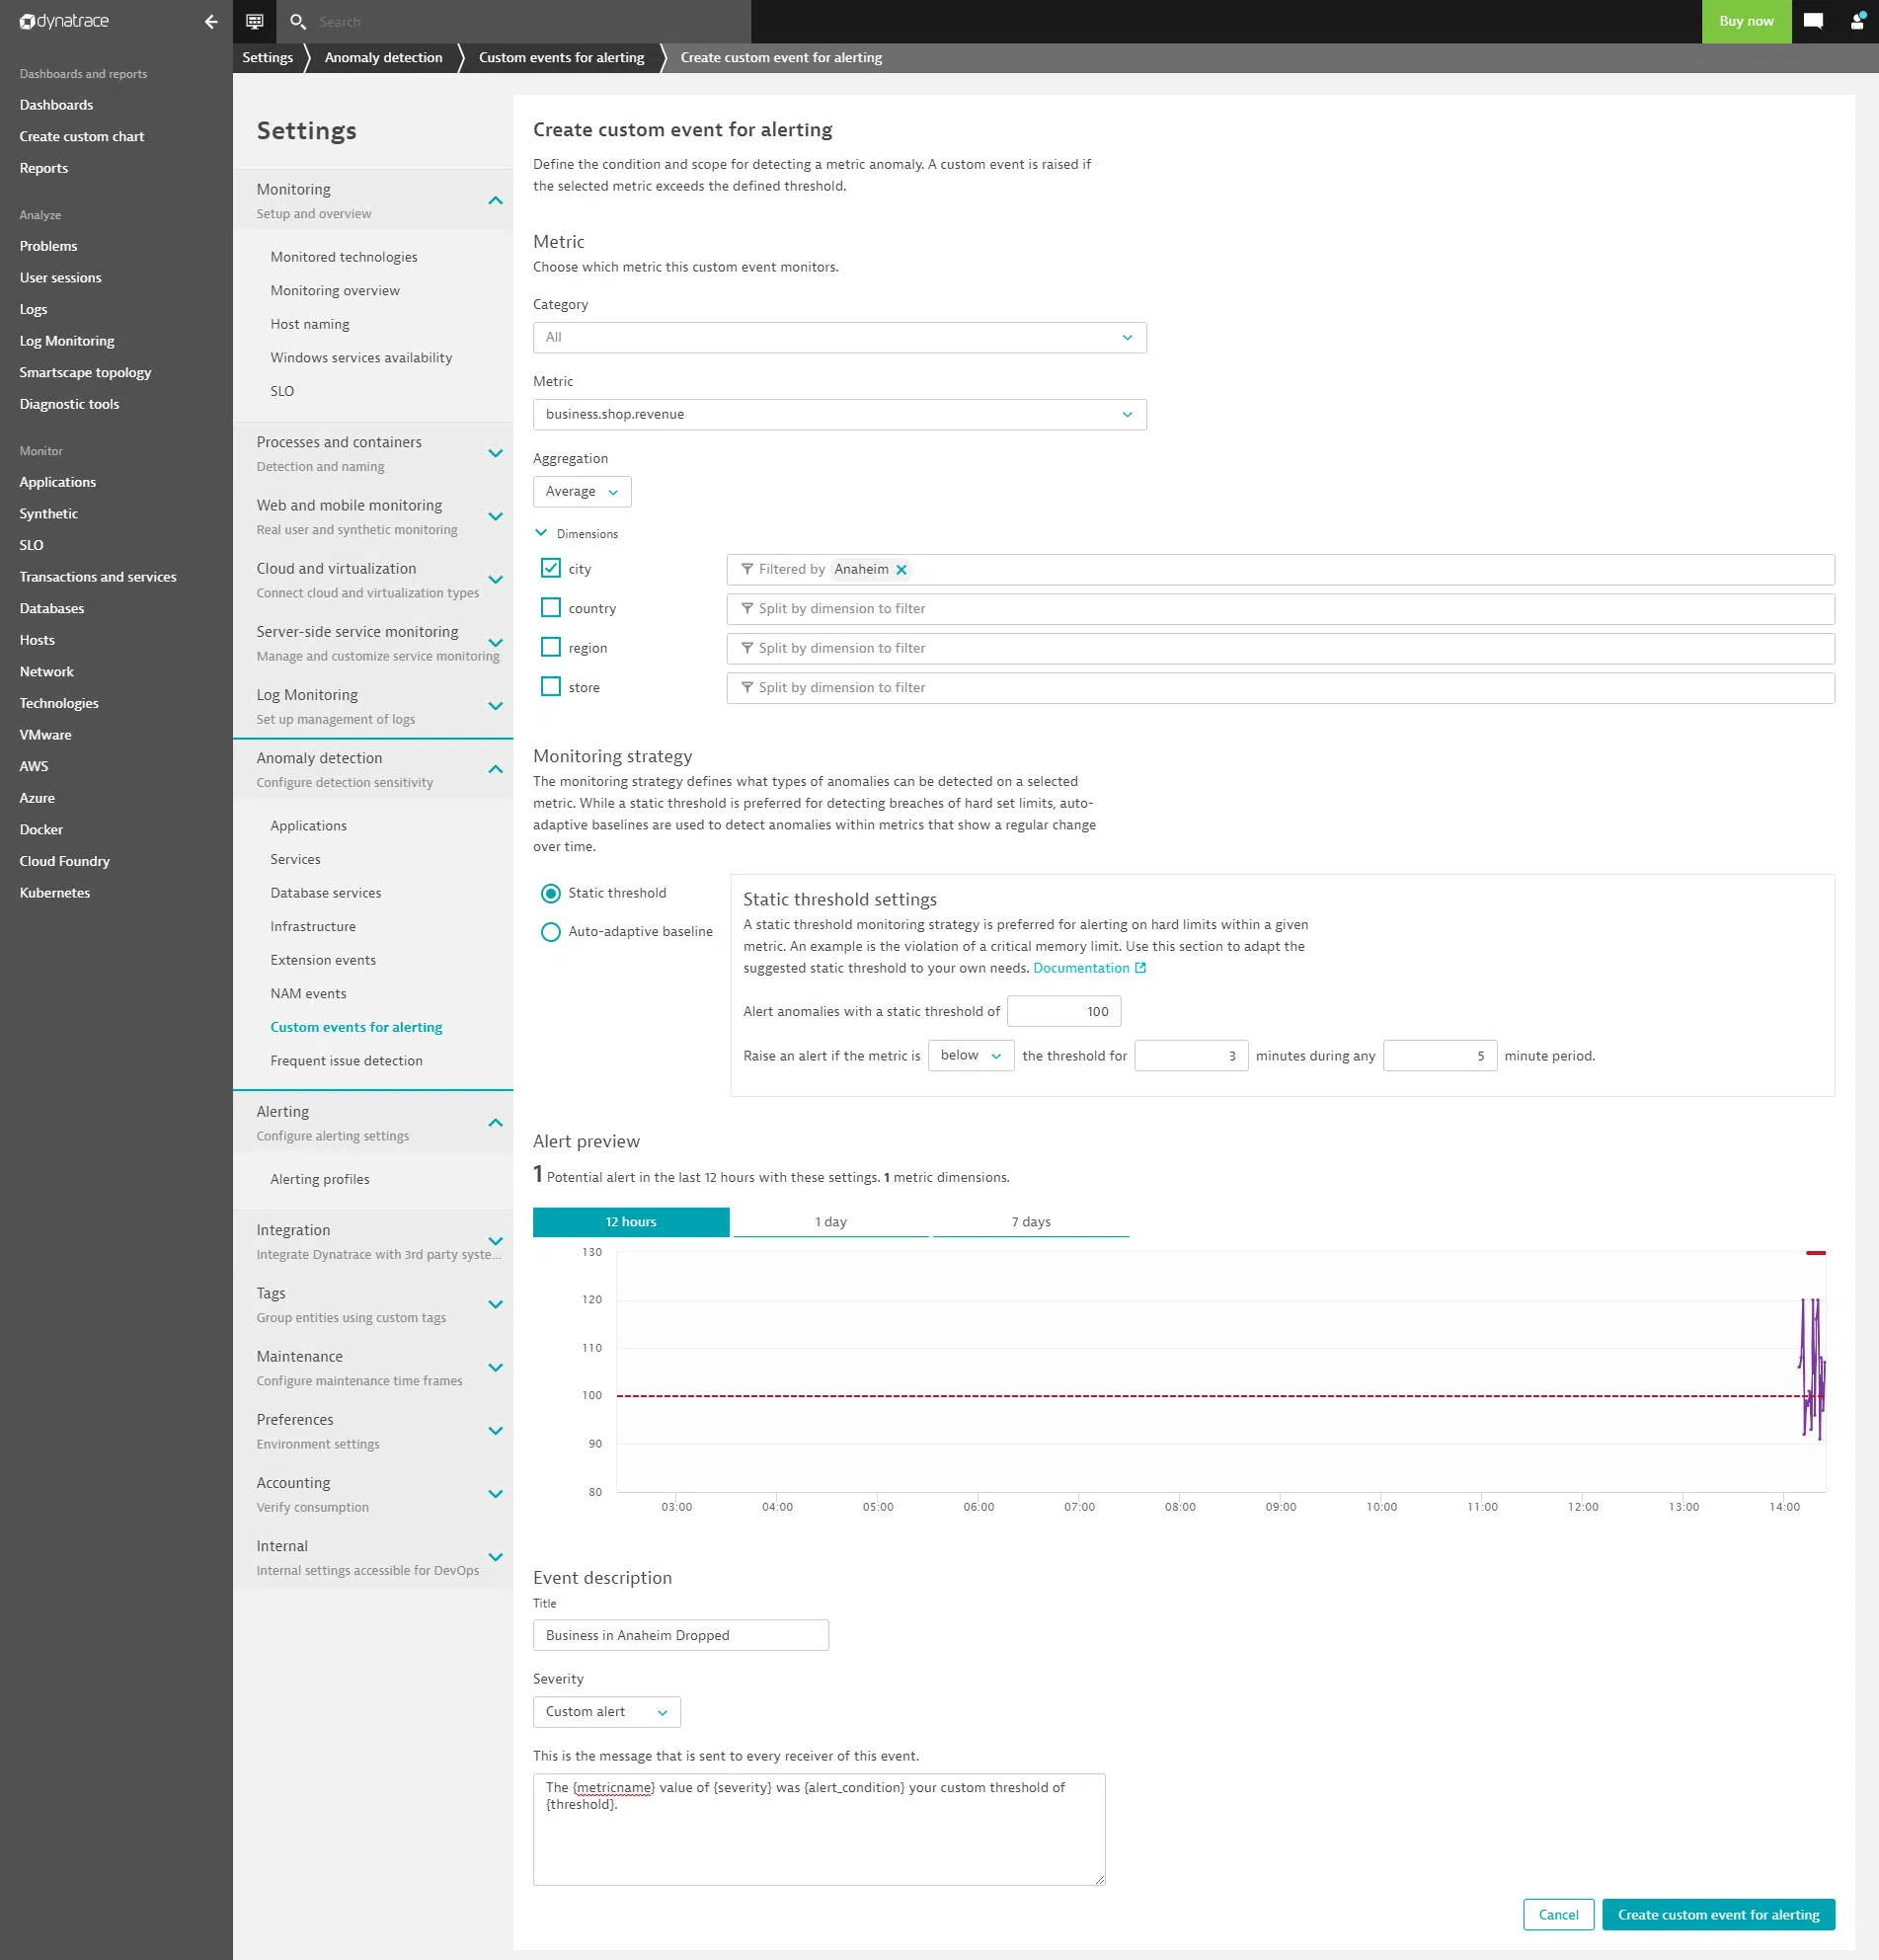 dynatrace
Search
Buy now
Settings
Anomaly detection
Custom events for alerting
Create custom event for alerting
Dashboards and reports
Dashboards
Create custom chart
Reports
Analyze
Problems
User sessions
Logs
Log Monitoring
Smartscape topology
Diagnostic tools
Monitor
Applications
Synthetic
SLO
Transactions and services
Databases
Hosts
Network
Technologies
VMware
AWS
Azure
Docker
Cloud Foundry
Kubernetes
Settings
Monitoring
Setup and overview
Monitored technologies
Monitoring overview
Host naming
Windows services availability
SLO
Processes and containers
Detection and naming
Web and mobile monitoring
Real user and synthetic monitoring
Cloud and virtualization
Connect cloud and virtualization types
Server-side service monitoring
Manage and customize service monitoring
Log Monitoring
Set up management of logs
Anomaly detection
Configure detection sensitivity
Applications
Services
Database services
Infrastructure
Extension events
NAM events
Custom events for alerting
Frequent issue detection
Alerting
Configure alerting settings
Alerting profiles
Integration
Integrate Dynatrace with 3rd party syste...
Tags
Group entities using custom tags
Maintenance
Configure maintenance time frames
Preferences
Environment settings
Accounting
Verify consumption
Internal
Internal settings accessible for DevOps
Create custom event for alerting
Define the condition and scope for detecting a metric anomaly. A custom event is raised if
the selected metric exceeds the defined threshold.
Metric
Choose which metric this custom event monitors.
Category
All
Metric
business.shop.revenue
Aggregation
Average
Dimensions
city Filtered by Anaheim
country Split by dimension to filter
region Split by dimension to filter
store Split by dimension to filter
Monitoring strategy
The monitoring strategy defines what types of anomalies can be detected on a selected
metric. While a static threshold is preferred for detecting breaches of hard set limits, auto-
adaptive baselines are used to detect anomalies within metrics that show a regular change
over time.
Static threshold
Auto-adaptive baseline
Static threshold settings
A static threshold monitoring strategy is preferred for alerting on hard limits within a given
metric. An example is the violation of a critical memory limit. Use this section to adapt the
suggested static threshold to your own needs. Documentation
Alert anomalies with a static threshold of 100
Raise an alert if the metric is below the threshold for 3 minutes during any 5 minute period.
Alert preview
1 Potential alert in the last 12 hours with these settings. 1 metric dimensions.
12 hours 1 day 7 days
130
120
110
100
90
80
03:00 04:00 05:00 06:00 07:00 08:00 09:00 10:00 11:00 12:00 13:00 14:00
Event description
Title
Business in Anaheim Dropped
Severity
Custom alert
This is the message that is sent to every receiver of this event.
The {metricname} value of {severity} was {alert_condition} your custom threshold of
{threshold}.
Cancel Create custom event for alerting